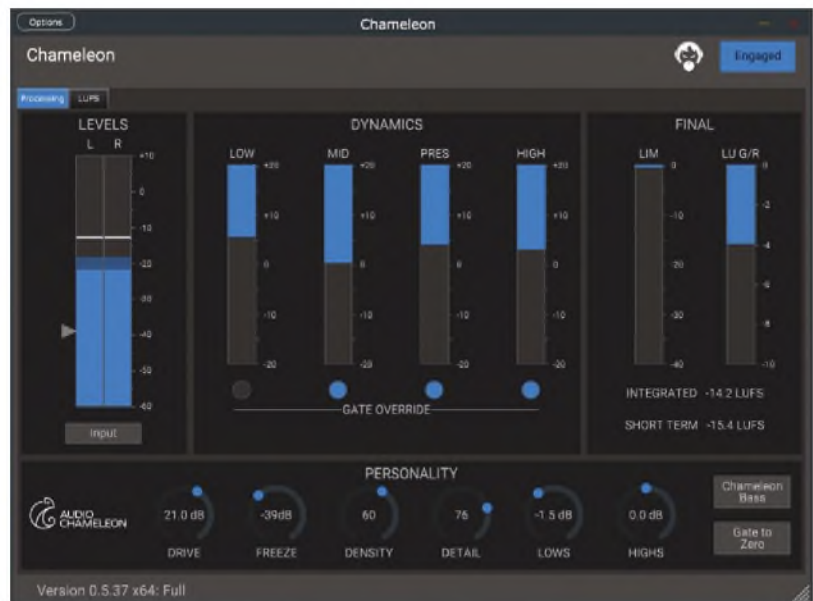 Options
Chameleon
Chameleon
Engaged
Processing LUFS
LEVELS
L R
+10
0
-10
-20
-30
-40
-50
-60
Input
DYNAMICS
LOW MID PRES HIGH
+20 +20 +20 +20
+10 +10 +10 +10
0 0 0 0
-10 -10 -10 -10
-20 -20 -20 -20
GATE OVERRIDE
FINAL
LIM LU G/R
0 0
-2
-10
-4
-20
-6
-30 -8
-40 -10
INTEGRATED -14.2 LUFS
SHORT TERM -15.4 LUFS
PERSONALITY
AUDIO
CHAMELEON
21.0 dB -39dB 60 76 -1.5 dB 0.0 dB
DRIVE FREEZE DENSITY DETAIL LOWS HIGHS
Chameleon
Bass
Gate to
Zero
Version 0.5.37 x64: Full